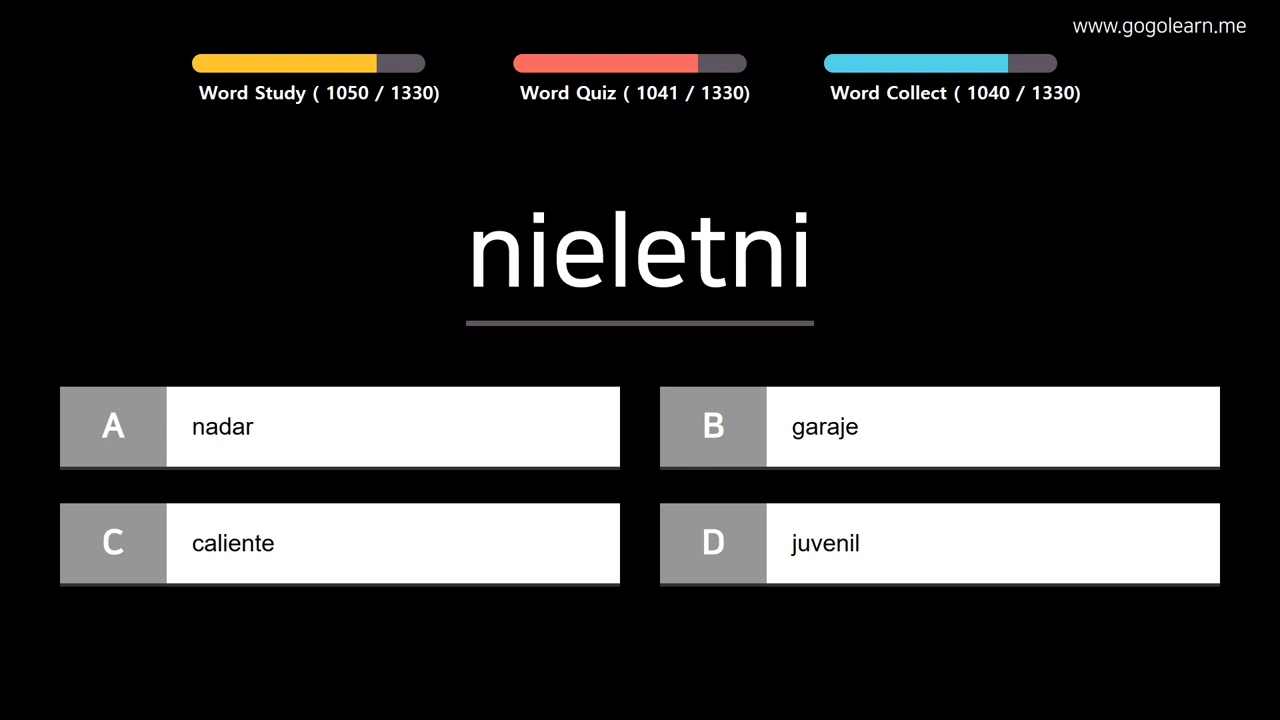 www.gogolearn.me
Word Study ( 1050 / 1330)
Word Quiz ( 1041 / 1330)
Word Collect ( 1040 / 1330)
nieletni
A nadar
B garaje
C caliente
D juvenil